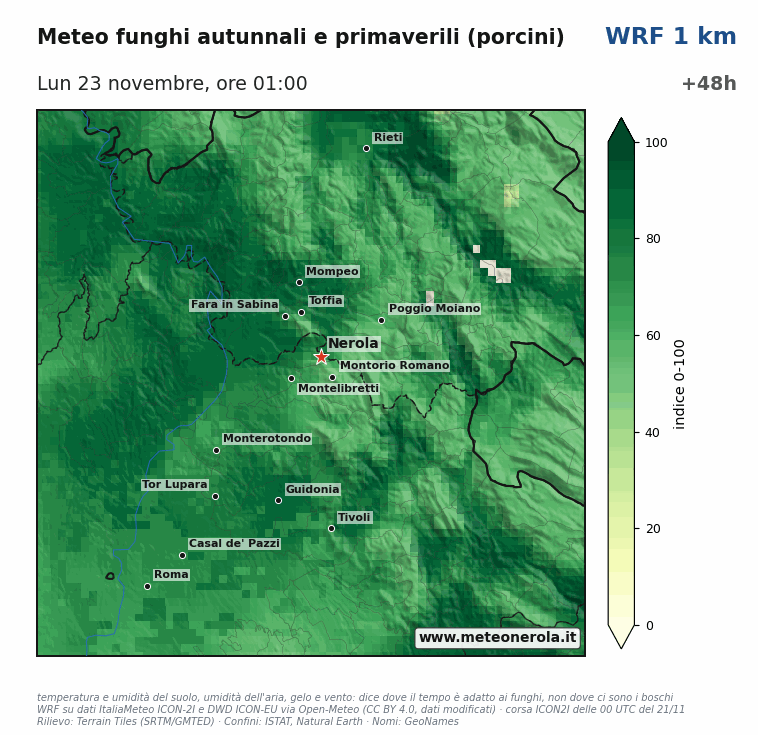 Meteo funghi autunnali e primaverili (porcini)
WRF 1 km
Lun 23 novembre, ore 01:00
+48h
Rieti
Mompeo
Fara in Sabina
Toffia
Poggio Moiano
Nerola
Montorio Romano
Montelibretti
Monterotondo
Tor Lupara
Guidonia
Tivoli
Casal de' Pazzi
Roma
www.meteonerola.it
100
80
60
40
20
0
indice 0-100
temperatura e umidità del suolo, umidità dell'aria, gelo e vento: dice dove il tempo è adatto ai funghi, non dove ci sono i boschi
WRF su dati ItaliaMeteo ICON-2I e DWD ICON-EU via Open-Meteo (CC BY 4.0, dati modificati) · corsa ICON2I delle 00 UTC del 21/11
Rilievo: Terrain Tiles (SRTM/GMTED) · Confini: ISTAT, Natural Earth · Nomi: GeoNames